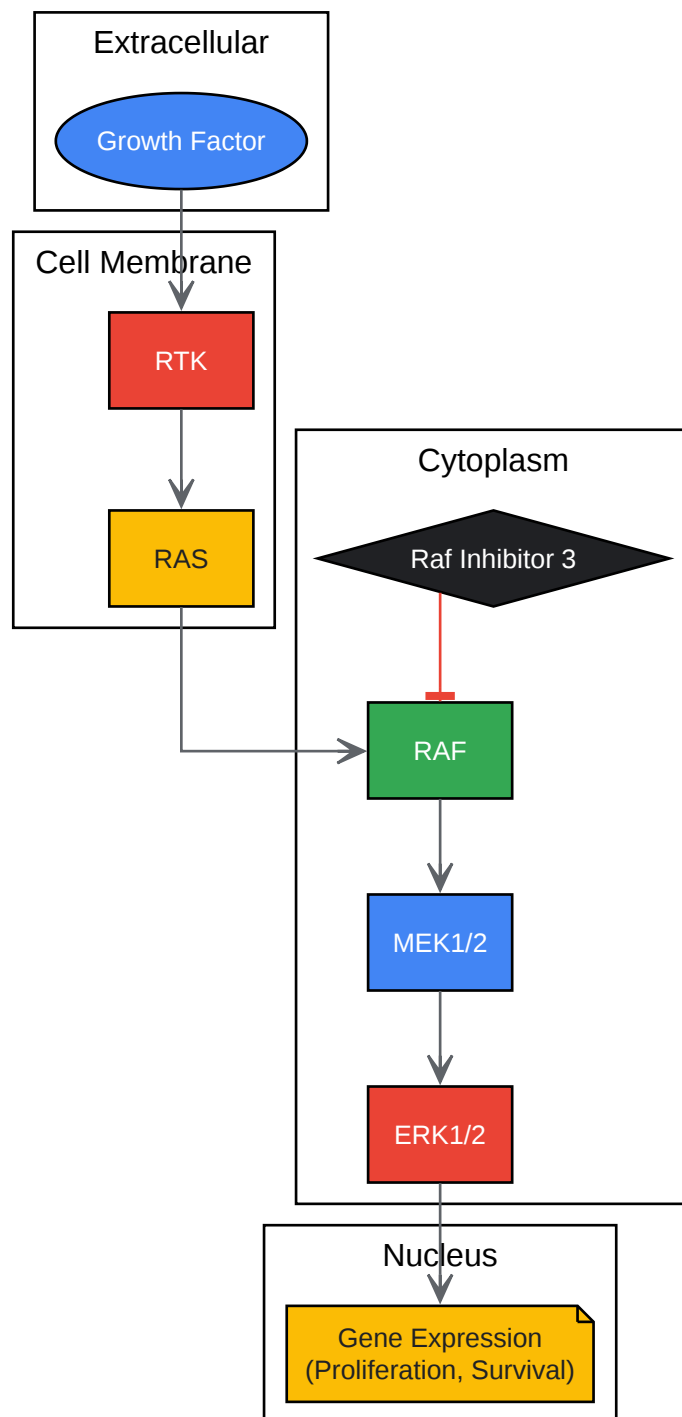 Extracellular
Growth Factor
Cell Membrane
RTK
RAS
Cytoplasm
Raf Inhibitor 3
RAF
MEK1/2
ERK1/2
Nucleus
Gene Expression
(Proliferation, Survival)